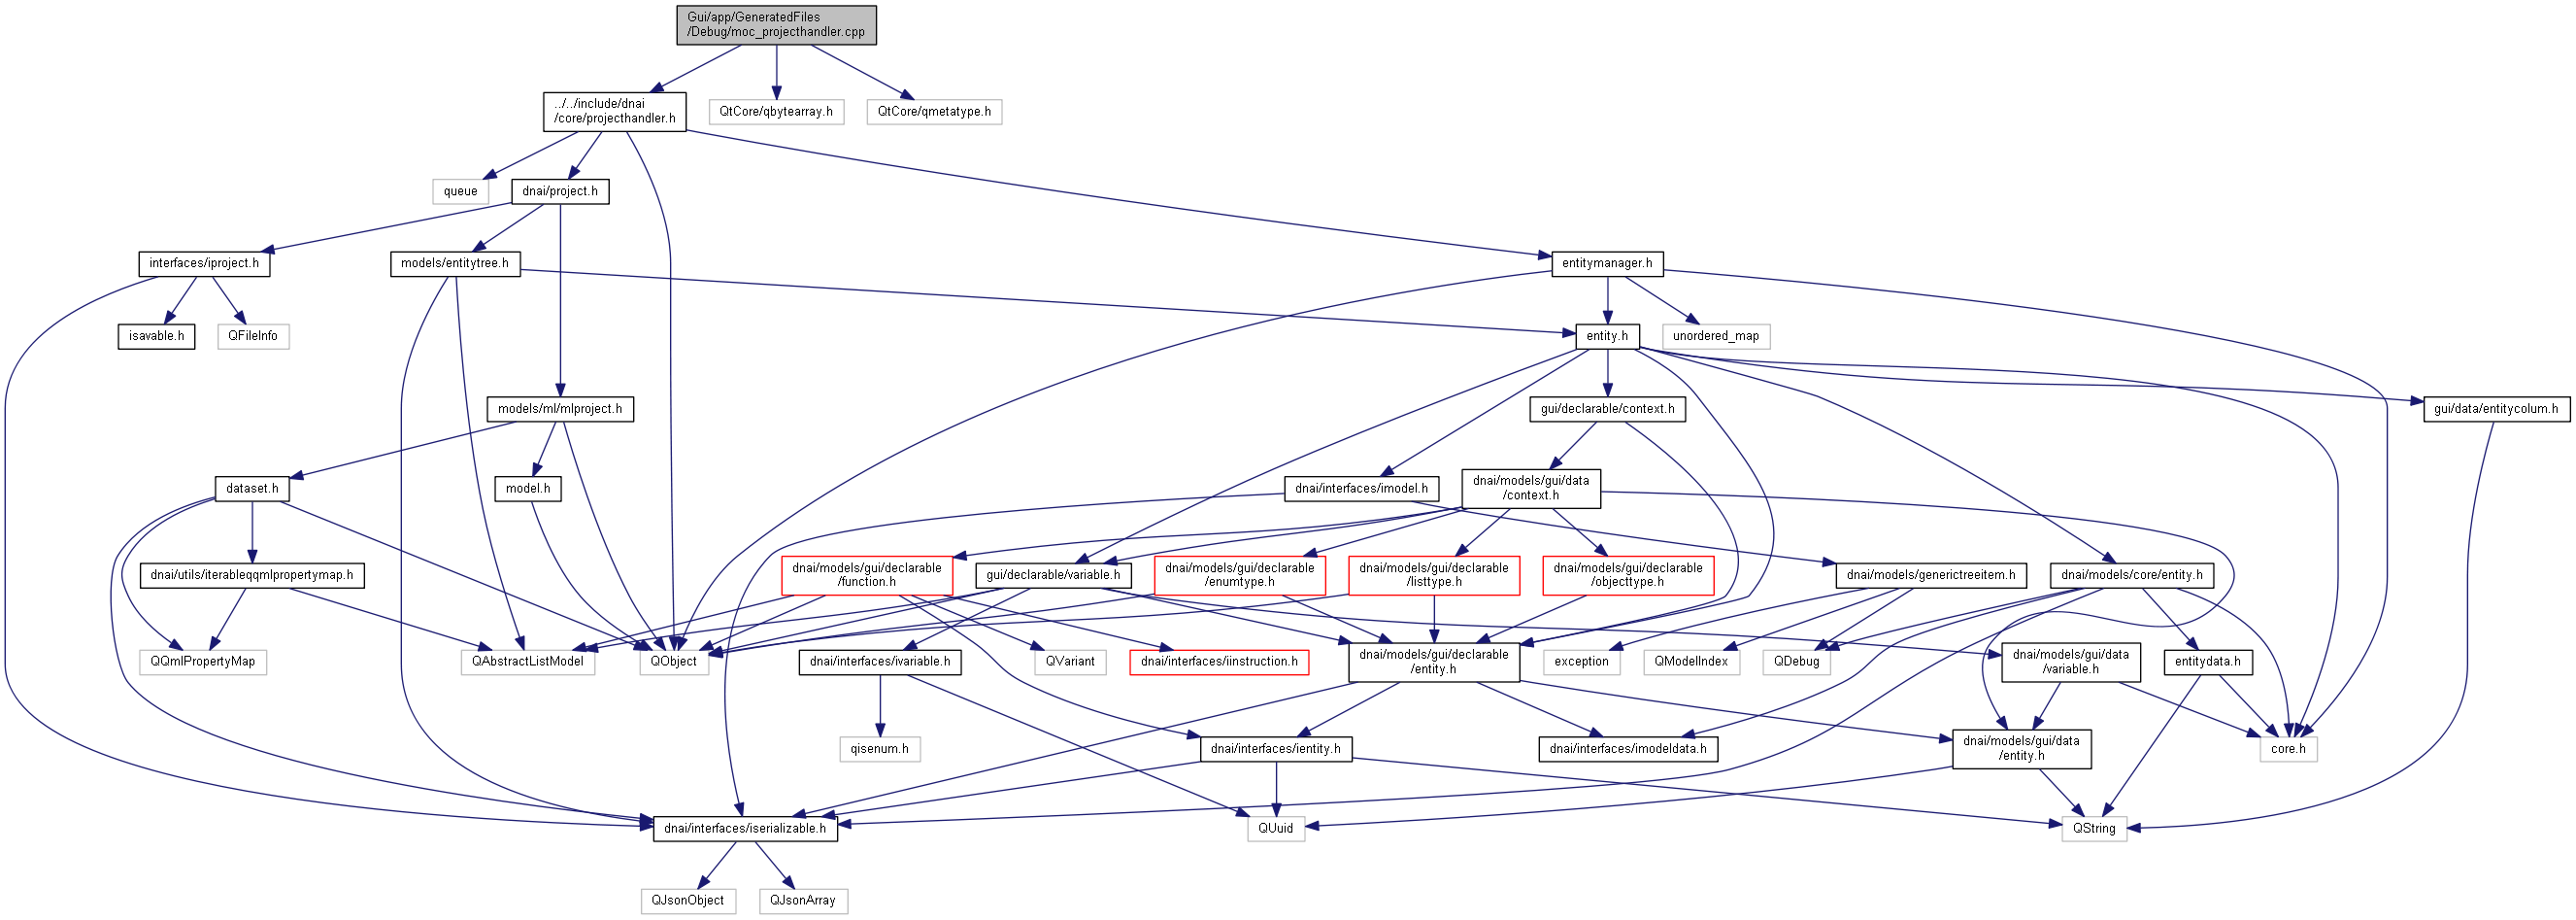 Gui/app/GeneratedFiles
/Debug/moc_projecthandler.cpp
../../include/dnai
/core/projecthandler.h
QtCore/qbytearray.h
QtCore/qmetatype.h
queue
dnai/project.h
interfaces/iproject.h
models/entitytree.h
entitymanager.h
isavable.h
QFileInfo
entity.h
unordered_map
models/ml/mlproject.h
gui/declarable/context.h
gui/data/entitycolum.h
dataset.h
model.h
dnai/interfaces/imodel.h
dnai/models/gui/data
/context.h
dnai/utils/iterableqqmlpropertymap.h
dnai/models/gui/declarable
/function.h
gui/declarable/variable.h
dnai/models/gui/declarable
/enumtype.h
dnai/models/gui/declarable
/listtype.h
dnai/models/gui/declarable
/objecttype.h
dnai/models/generictreeitem.h
dnai/models/core/entity.h
QQmlPropertyMap
QAbstractListModel
QObject
dnai/interfaces/ivariable.h
QVariant
dnai/interfaces/iinstruction.h
dnai/models/gui/declarable
/entity.h
exception
QModelIndex
QDebug
dnai/models/gui/data
/variable.h
entitydata.h
qisenum.h
dnai/interfaces/ientity.h
dnai/interfaces/imodeldata.h
dnai/models/gui/data
/entity.h
core.h
dnai/interfaces/iserializable.h
QUuid
QString
QJsonObject
QJsonArray